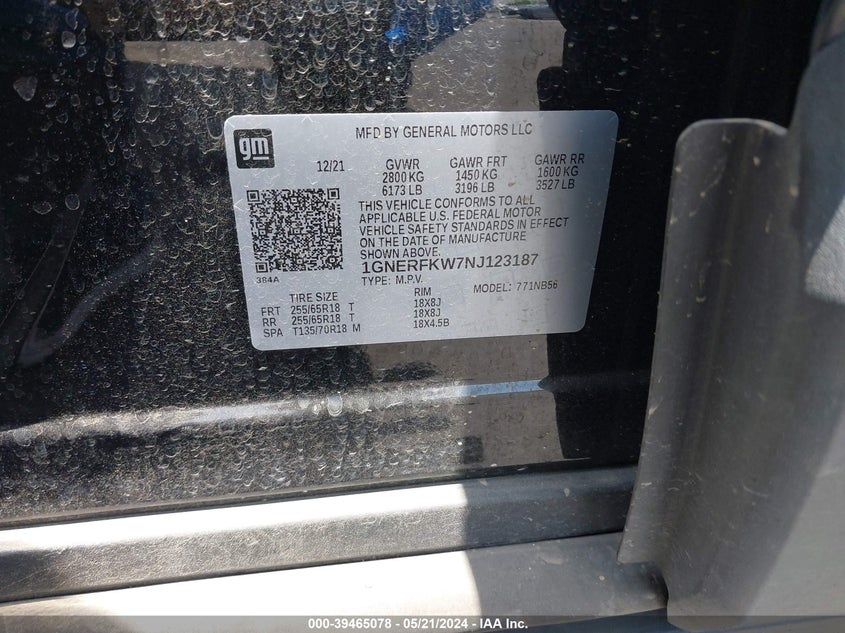 gm
MFD BY GENERAL MOTORS LLC
12/21 GVWR GAWR FRT GAWR RR
2800 KG 1450 KG 1600 KG
6173 LB 3196 LB 3527 LB
THIS VEHICLE CONFORMS TO ALL
APPLICABLE U.S. FEDERAL MOTOR
VEHICLE SAFETY STANDARDS IN EFFECT
ON THE DATE OF MANUFACTURE
SHOWN ABOVE.
384A 1GNERFKW7NJ123187
TYPE: M.P.V. MODEL: 771NB56
TIRE SIZE RIM
FRT 255/65R18 T 18X8J
RR 255/65R18 T 18X8J
SPA T135/70R18 M 18X4.5B
000-39465078 - 05/21/2024 - © IAA Inc.